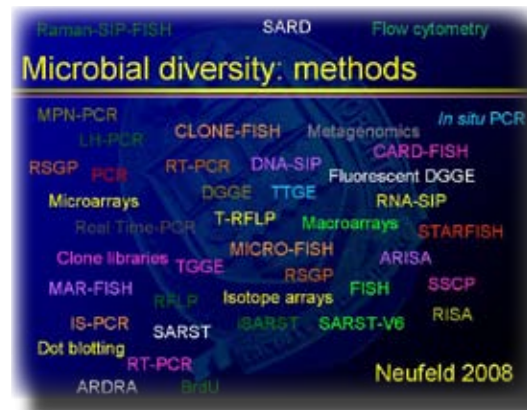 Raman-SIP-FISH SARD Flow cytometry
Microbial diversity: methods
MPN-PCR In situ PCR
LH-PCR CLONE-FISH Metagenomics
CARD-FISH
RSGP PCR RT-PCR DNA-SIP Fluorescent DGGE
Microarrays DGGE TTGE RNA-SIP
Real Time-PCR T-RFLP Macroarrays STARFISH
Clone libraries TGGE MICRO-FISH ARISA
MAR-FISH RSGP FISH SSCP
RFLP Isotope arrays
IS-PCR SARST iSARST SARST-V6 RISA
Dot blotting
RT-PCR Neufeld 2008
ARDRA BrdU